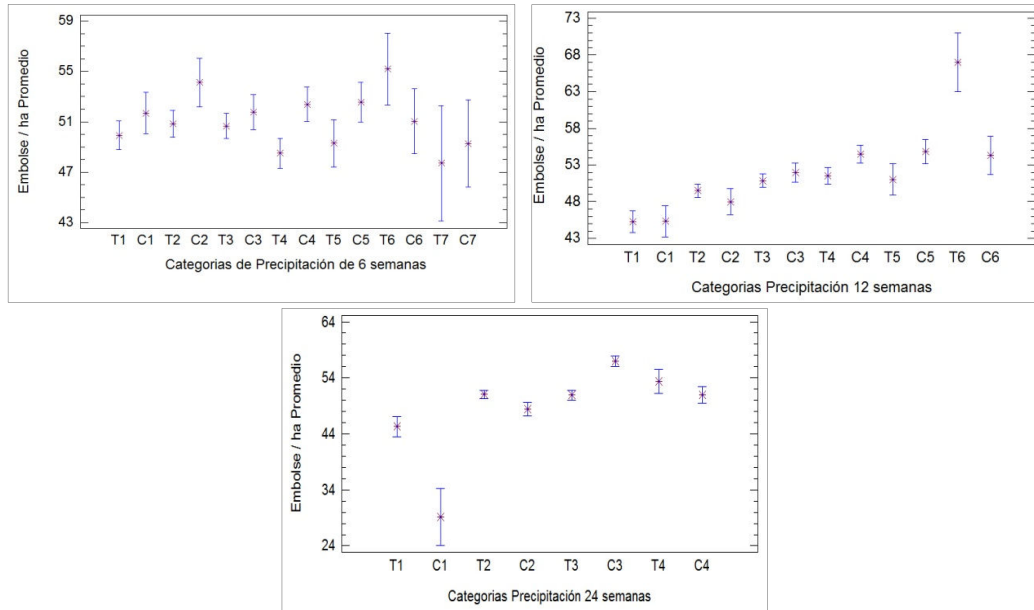 Embolse / ha Promedio
59
55
51
47
43
T1 C1 T2 C2 T3 C3 T4 C4 T5 C5 T6 C6 T7 C7
Categorias de Precipitación de 6 semanas
Embolse / ha Promedio
73
68
63
58
53
48
43
T1 C1 T2 C2 T3 C3 T4 C4 T5 C5 T6 C6
Categorias Precipitación 12 semanas
Embolse / ha Promedio
64
54
44
34
24
T1 C1 T2 C2 T3 C3 T4 C4
Categorias Precipitación 24 semanas